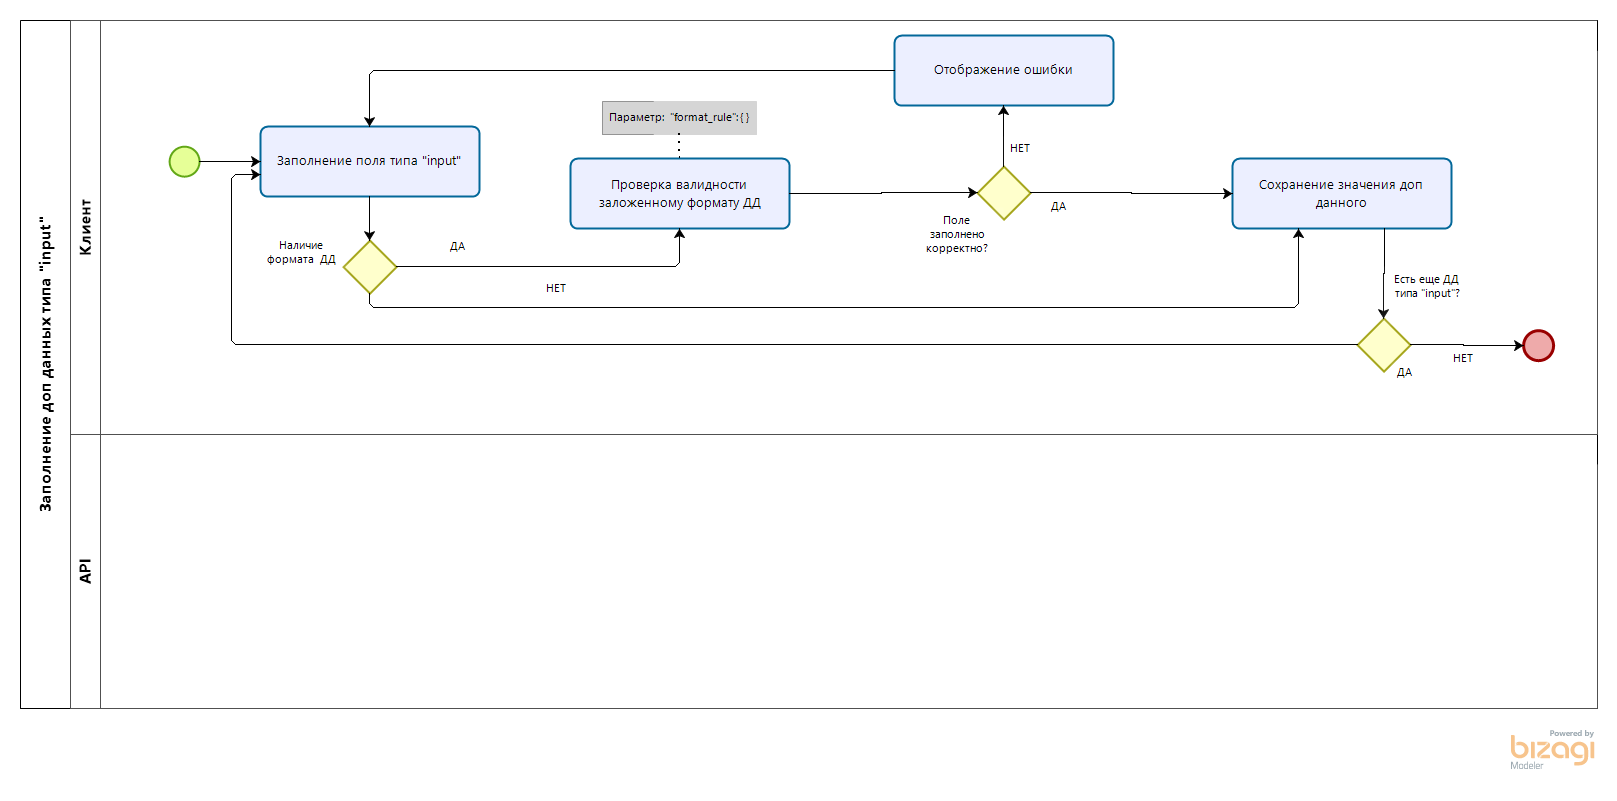 Заполнение доп данных типа "input"
Клиент
Отображение ошибки
Параметр: "format_rule":{}
Заполнение поля типа "input"
НЕТ
Проверка валидности
заложенному формату ДД
Сохранение значения доп
данного
ДА
Поле
заполнено
корректно?
Наличие
формата ДД
ДА
НЕТ
Есть еще ДД
типа "input"?
НЕТ
ДА
API
Powered by
bizagi
Modeler